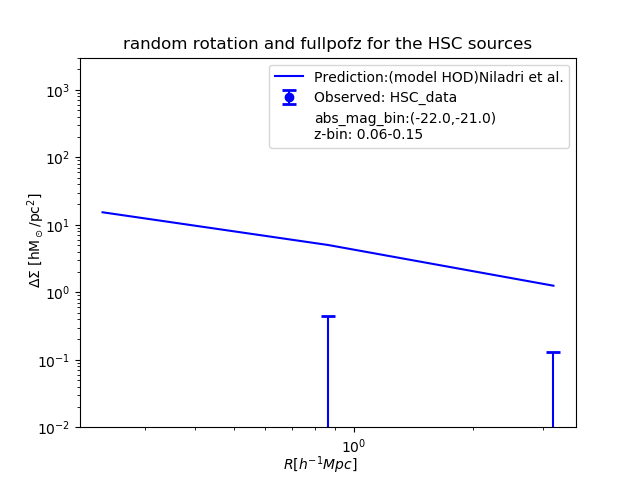 random rotation and fullpofz for the HSC sources
Prediction:(model HOD)Niladri et al.
Observed: HSC_data
abs_mag_bin:(-22.0,-21.0)
z-bin: 0.06-0.15
ΔΣ [hM⊙/pc²]
10³
10²
10¹
10⁰
10⁻¹
10⁻²
10⁰
R[h⁻¹Mpc]